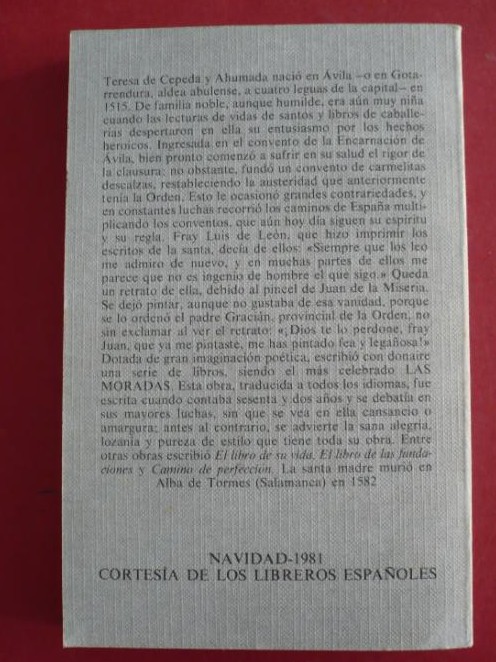 Teresa de Cepeda y Ahumada nació en Ávila —o en Gota-
rrendura, aldea abulense, a cuatro leguas de la capital— en
1515. De familia noble, aunque humilde, era aún muy niña
cuando las lecturas de vidas de santos y libros de caballe-
rías despertaron en ella su entusiasmo por los hechos
heroicos. Ingresada en el convento de la Encarnación de
Ávila, bien pronto comenzó a sufrir en su salud el rigor de
la clausura; no obstante, fundó un convento de carmelitas
descalzas, restableciendo la austeridad que anteriormente
tenía la Orden. Esto le ocasionó grandes contrariedades, y
en constantes luchas recorrió los caminos de España multi-
plicando los conventos, que aún hoy día siguen su espíritu
y su regla. Fray Luis de León, que hizo imprimir los
escritos de la santa, decía de ellos: «Siempre que los leo
me admiro de nuevo, y en muchas partes de ellos me
parece que no es ingenio de hombre el que sigo.» Queda
un retrato de ella, debido al pincel de Juan de la Miseria.
Se dejó pintar, aunque no gustaba de esa vanidad, porque
se lo ordenó el padre Gracián, provincial de la Orden, no
sin exclamar al ver el retrato: «¡Dios te lo perdone, fray
Juan, que ya me pintaste, me has pintado fea y legañosa!»
Dotada de gran imaginación poética, escribió con donaire
una serie de libros, siendo el más celebrado LAS
MORADAS. Esta obra, traducida a todos los idiomas, fue
escrita cuando contaba sesenta y dos años y se debatía en
sus mayores luchas, sin que se vea en ella cansancio o
amargura; antes al contrario, se advierte la sana alegría,
lozanía y pureza de estilo que tiene toda su obra. Entre
otras obras escribió El libro de su vida, El libro de las funda-
ciones y Camino de perfección. La santa madre murió en
Alba de Tormes (Salamanca) en 1582
NAVIDAD-1981
CORTESÍA DE LOS LIBREROS ESPAÑOLES